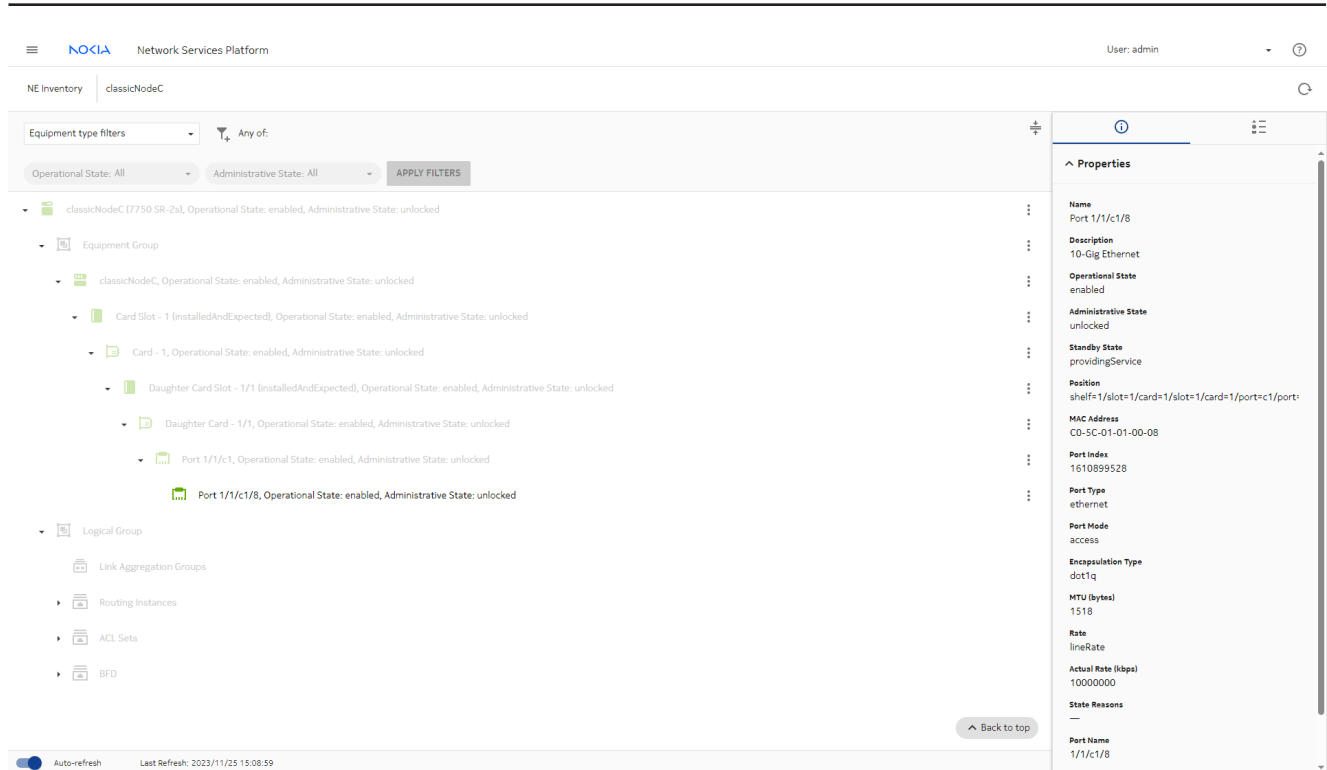 NOKIA Network Services Platform User: admin
NE Inventory classicNodeC
Equipment type filters Any of:
Operational State: All Administrative State: All APPLY FILTERS
classicNodeC [7750 SR-2s], Operational State: enabled, Administrative State: unlocked
Equipment Group
classicNodeC, Operational State: enabled, Administrative State: unlocked
Card Slot - 1 (installedAndExpected), Operational State: enabled, Administrative State: unlocked
Card - 1, Operational State: enabled, Administrative State: unlocked
Daughter Card Slot - 1/1 (installedAndExpected), Operational State: enabled, Administrative State: unlocked
Daughter Card - 1/1, Operational State: enabled, Administrative State: unlocked
Port 1/1/c1, Operational State: enabled, Administrative State: unlocked
Port 1/1/c1/8, Operational State: enabled, Administrative State: unlocked
Logical Group
Link Aggregation Groups
Routing Instances
ACL Sets
BFD
Back to top
Auto-refresh Last Refresh: 2023/11/25 15:08:59
Properties
Name
Port 1/1/c1/8
Description
10-Gig Ethernet
Operational State
enabled
Administrative State
unlocked
Standby State
providingService
Position
shelf=1/slot=1/card=1/slot=1/card=1/port=c1/port=
MAC Address
C0-5C-01-01-00-08
Port Index
1610899528
Port Type
ethernet
Port Mode
access
Encapsulation Type
dot1q
MTU (bytes)
1518
Rate
lineRate
Actual Rate (kbps)
10000000
State Reasons
—
Port Name
1/1/c1/8